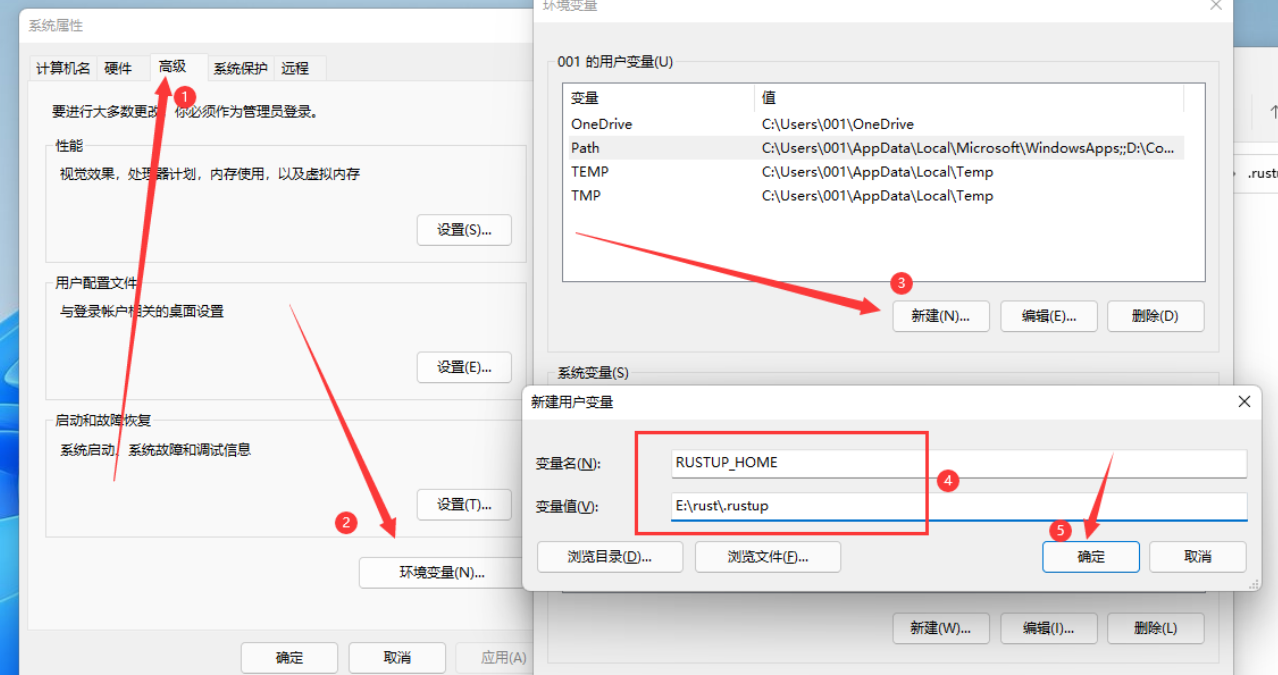 系统属性
计算机名 硬件 高级 系统保护 远程
1
要进行大多数更改，你必须作为管理员登录。
性能
视觉效果，处理器计划，内存使用，以及虚拟内存
设置(S)...
用户配置文件
与登录帐户相关的桌面设置
设置(E)...
启动和故障恢复
系统启动、系统故障和调试信息
设置(T)...
2
环境变量(N)...
确定 取消 应用(A)
环境变量
001 的用户变量(U)
变量 值
OneDrive C:\Users\001\OneDrive
Path C:\Users\001\AppData\Local\Microsoft\WindowsApps;;D:\Co...
TEMP C:\Users\001\AppData\Local\Temp
TMP C:\Users\001\AppData\Local\Temp
3
新建(N)... 编辑(E)... 删除(D)
系统变量(S)
新建用户变量
变量名(N): RUSTUP_HOME
4
变量值(V): E:\rust\.rustup
5
浏览目录(D)... 浏览文件(F)... 确定 取消
新建(W)... 编辑(I)... 删除(L)